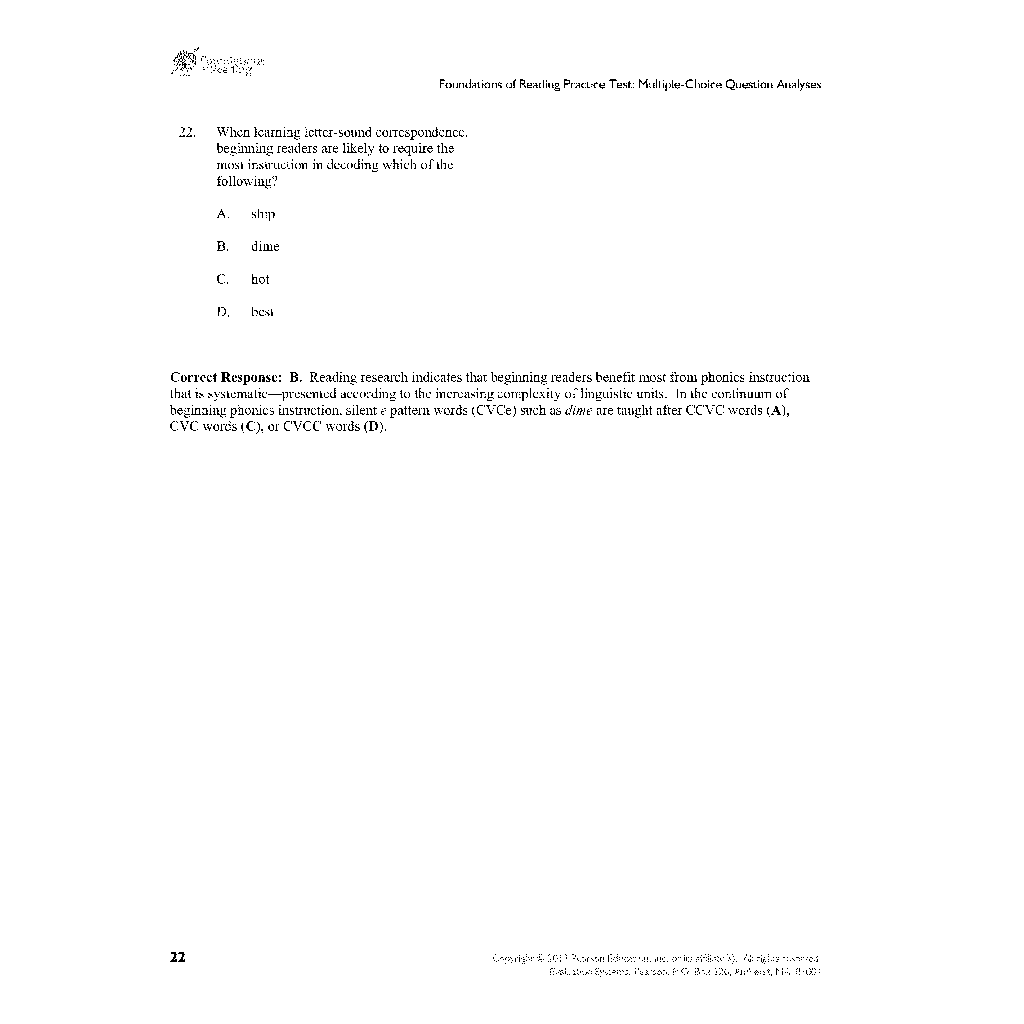 Foundations of Reading Practice Test: Multiple-Choice Question Analyses
22. When learning letter-sound correspondence,
beginning readers are likely to require the
most instruction in decoding which of the
following?
A. ship
B. dime
C. hot
D. best
Correct Response: B. Reading research indicates that beginning readers benefit most from phonics instruction
that is systematic—presented according to the increasing complexity of linguistic units. In the continuum of
beginning phonics instruction, silent e pattern words (CVCe) such as dime are taught after CCVC words (A),
CVC words (C), or CVCC words (D).
22
Copyright © Pearson Education, Inc. or its affiliate(s). All rights reserved.
Evaluation Systems, Pearson, P.O. Box 226, Amherst, MA